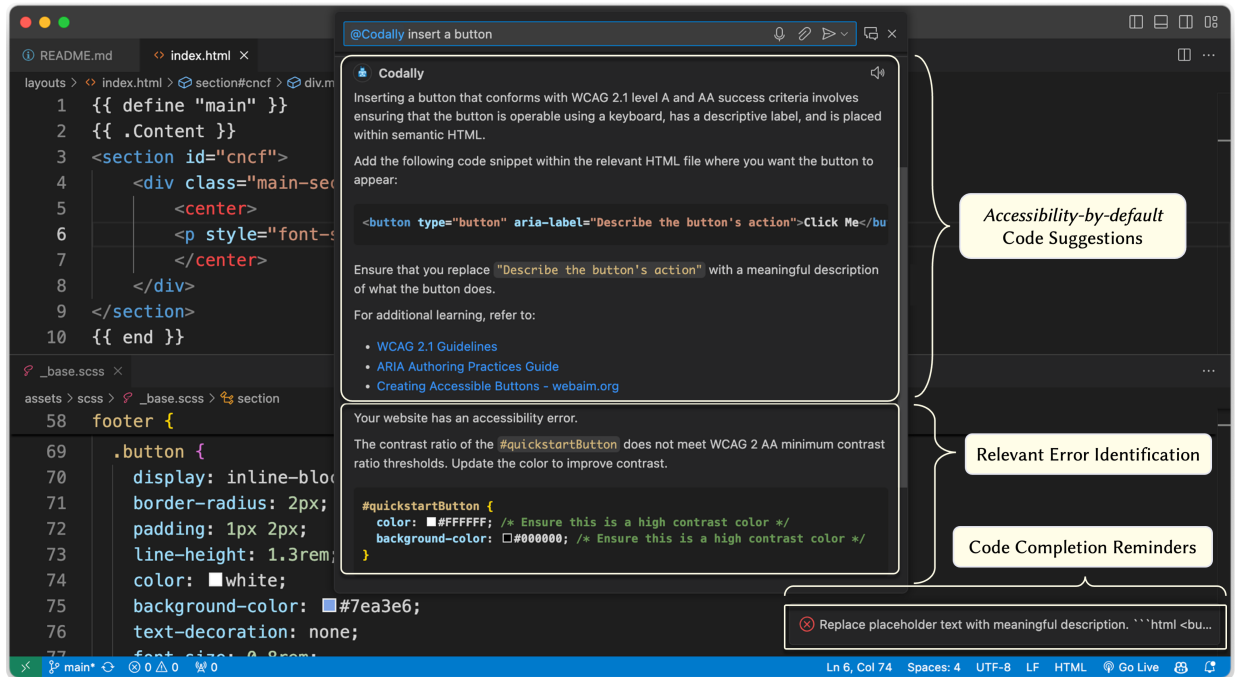 @Codally insert a button
README.md
index.html
layouts > index.html > section#cncf > div.m
1 {{ define "main" }}
2 {{ .Content }}
3 <section id="cncf">
4 <div class="main-sec
5 <center>
6 <p style="font-s
7 </center>
8 </div>
9 </section>
10 {{ end }}
Codally
Inserting a button that conforms with WCAG 2.1 level A and AA success criteria involves
ensuring that the button is operable using a keyboard, has a descriptive label, and is placed
within semantic HTML.
Add the following code snippet within the relevant HTML file where you want the button to
appear:
<button type="button" aria-label="Describe the button's action">Click Me</bu
Ensure that you replace "Describe the button's action" with a meaningful description
of what the button does.
For additional learning, refer to:
• WCAG 2.1 Guidelines
• ARIA Authoring Practices Guide
• Creating Accessible Buttons - webaim.org
Accessibility-by-default
Code Suggestions
_base.scss
assets > scss > _base.scss > section
58 footer {
69 .button {
70 display: inline-bloc
71 border-radius: 2px;
72 padding: 1px 2px;
73 line-height: 1.3rem;
74 color: white;
75 background-color: #7ea3e6;
76 text-decoration: none;
77 font-size: 0.8rem;
Your website has an accessibility error.
The contrast ratio of the #quickstartButton does not meet WCAG 2 AA minimum contrast
ratio thresholds. Update the color to improve contrast.
#quickstartButton {
color: #FFFFFF; /* Ensure this is a high contrast color */
background-color: #000000; /* Ensure this is a high contrast color */
}
Relevant Error Identification
Code Completion Reminders
Replace placeholder text with meaningful description. ```html <bu...
main* 0 0 0
Ln 6, Col 74 Spaces: 4 UTF-8 LF HTML Go Live